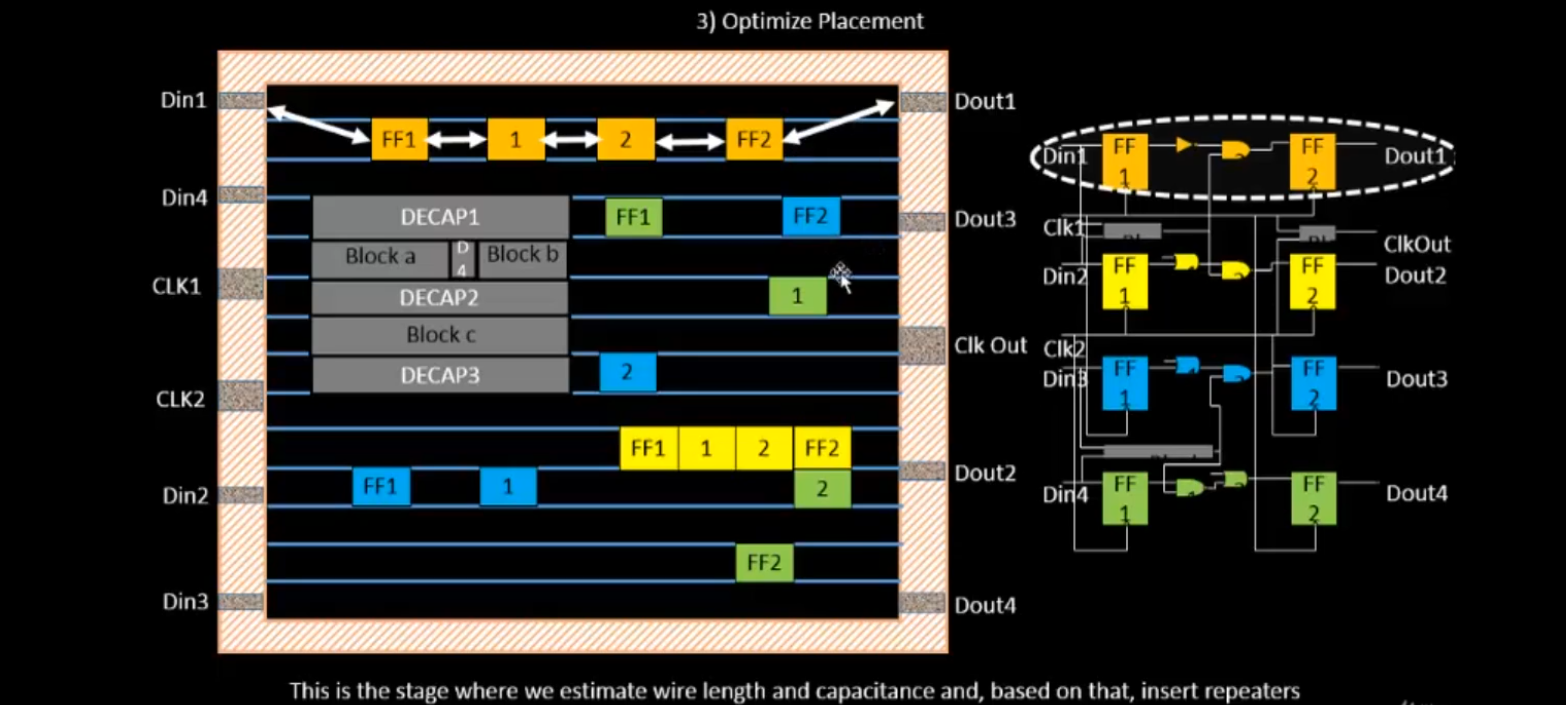 3) Optimize Placement
Din1
Dout1
FF1
1
2
FF2
Din4
Dout3
DECAP1
FF1
FF2
Block a
D
4
Block b
CLK1
DECAP2
1
Block c
Clk Out
DECAP3
2
CLK2
FF1
1
2
FF2
Dout2
Din2
FF1
1
2
FF2
Din3
Dout4
Din1
FF
1
FF
2
Dout1
Clk1
ClkOut
Din2
FF
1
FF
2
Dout2
Clk2
Din3
FF
1
FF
2
Dout3
Din4
FF
1
FF
2
Dout4
This is the stage where we estimate wire length and capacitance and, based on that, insert repeaters